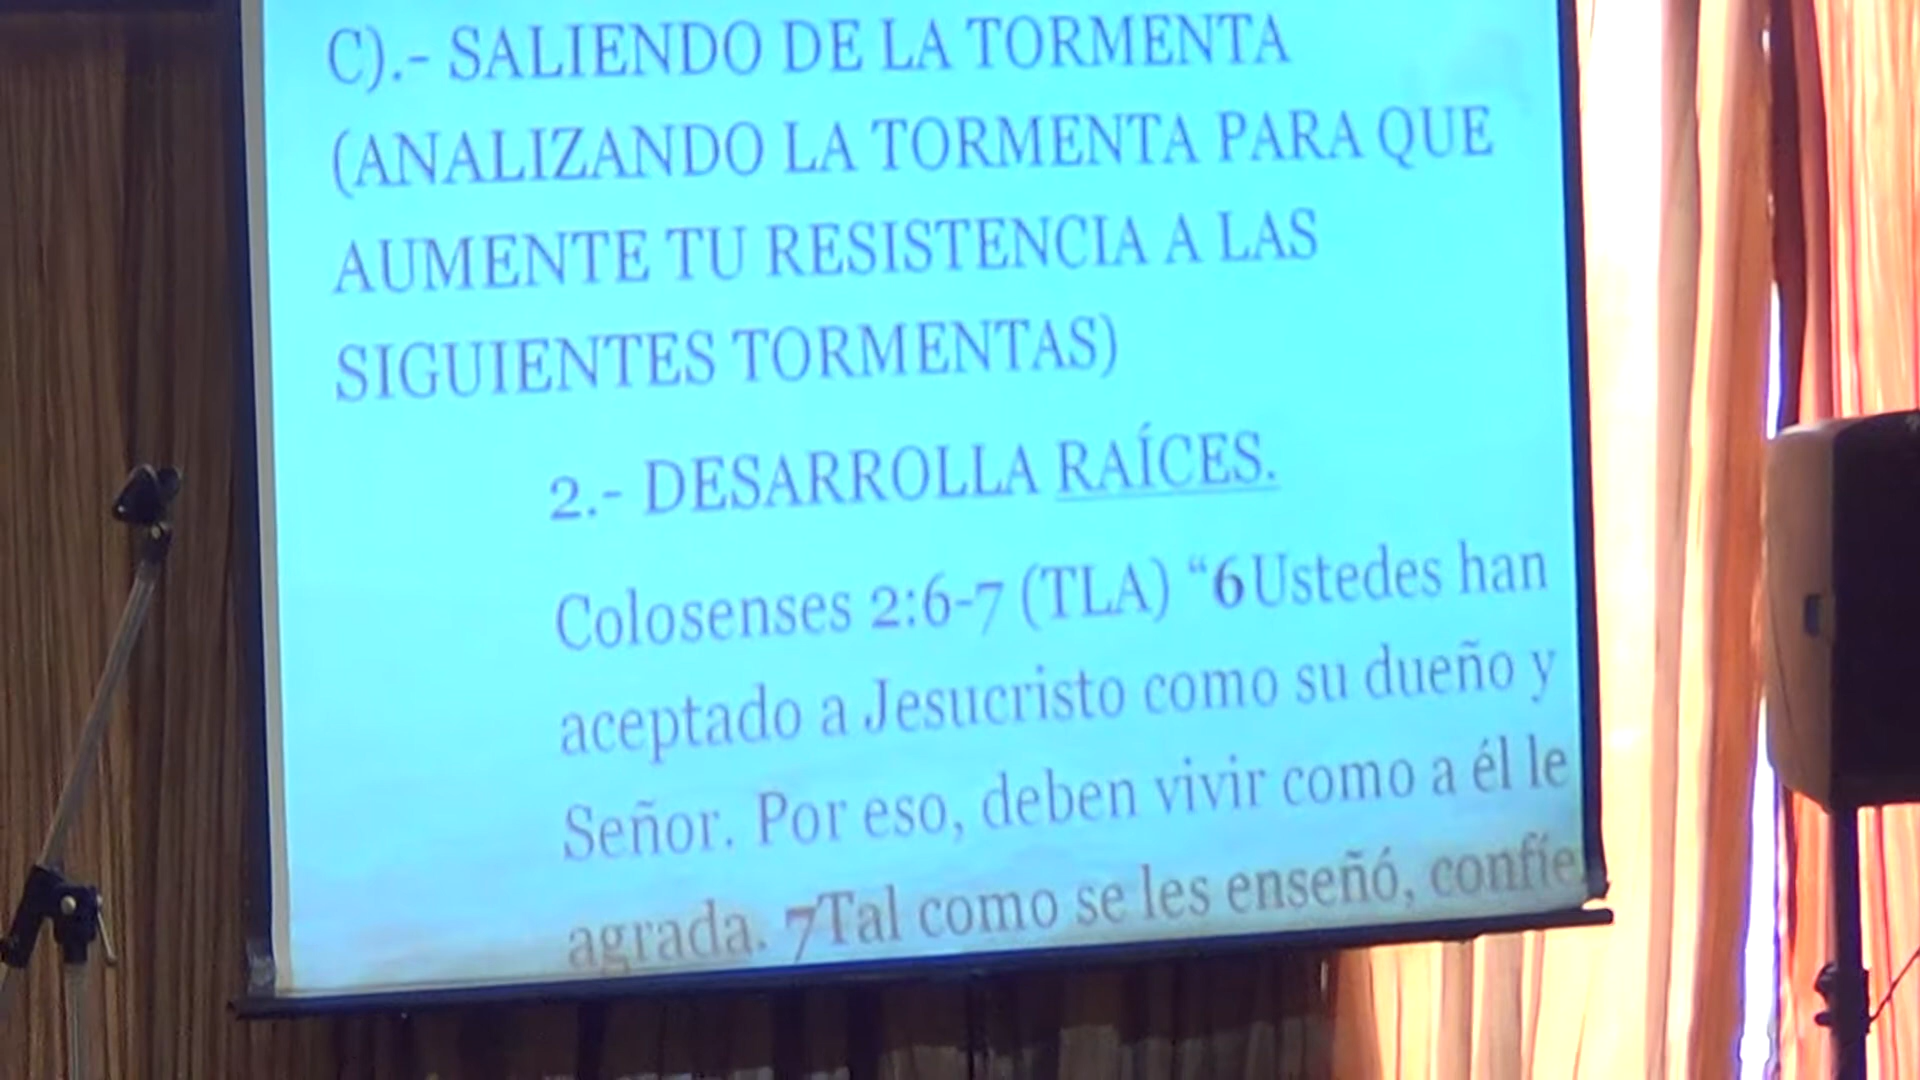 C).- SALIENDO DE LA TORMENTA
(ANALIZANDO LA TORMENTA PARA QUE
AUMENTE TU RESISTENCIA A LAS
SIGUIENTES TORMENTAS)
2.- DESARROLLA RAÍCES.
Colosenses 2:6-7 (TLA) “6Ustedes han
aceptado a Jesucristo como su dueño y
Señor. Por eso, deben vivir como a él le
agrada. 7Tal como se les enseñó, confíe